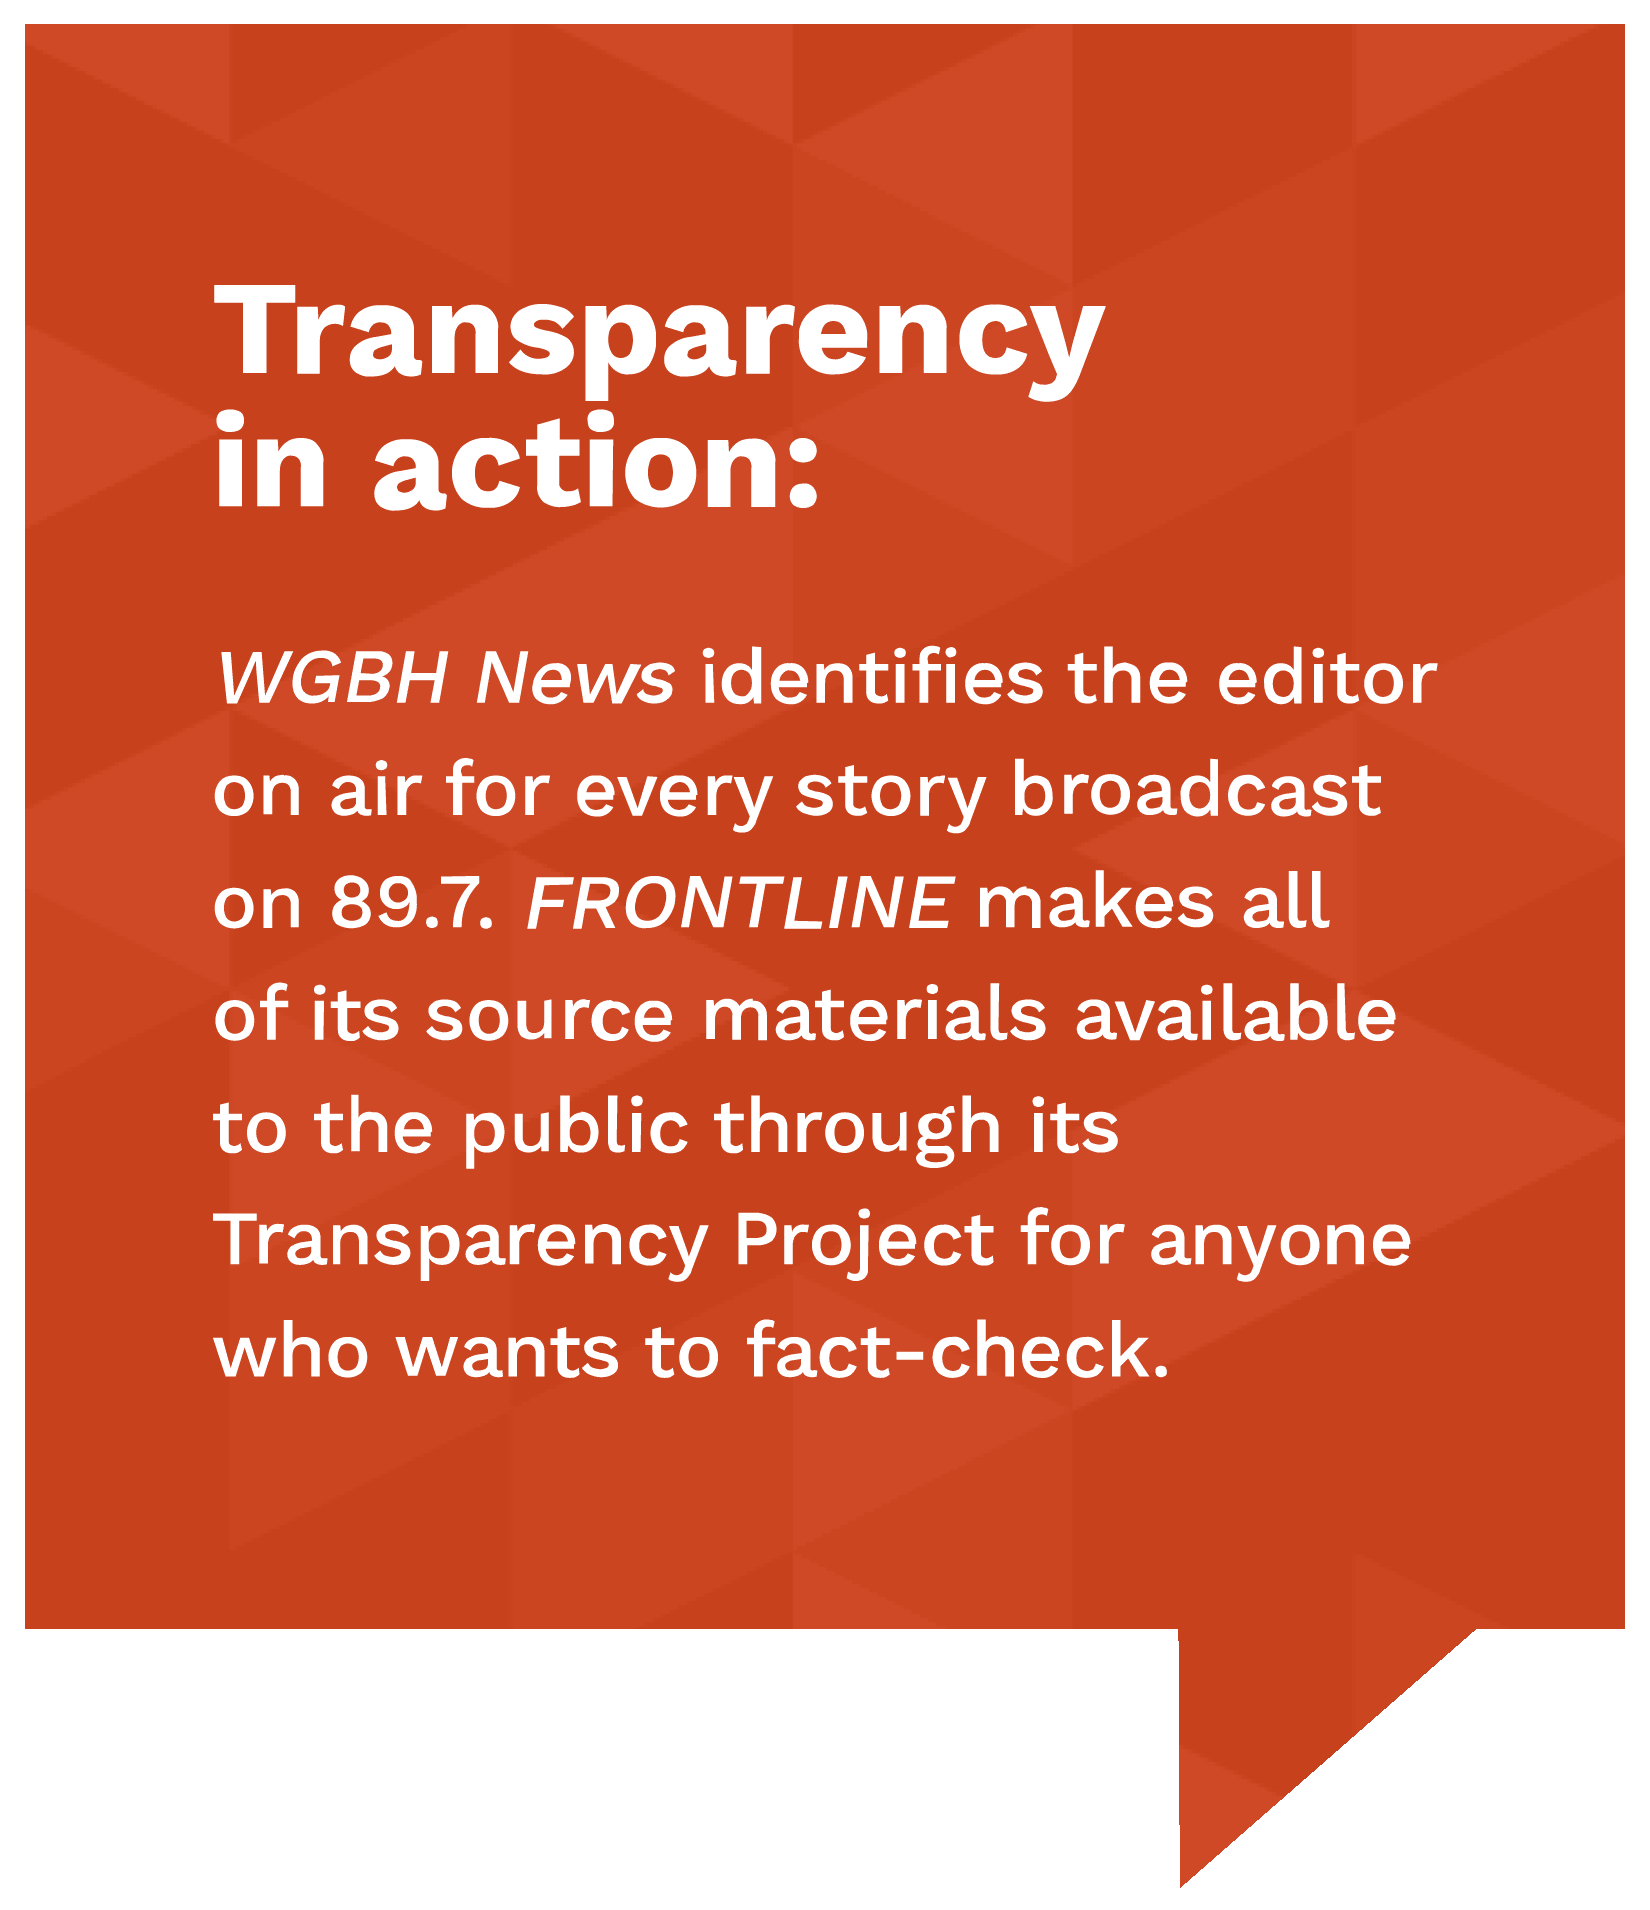 Transparency
in action:
WGBH News identifies the editor
on air for every story broadcast
on 89.7. FRONTLINE makes all
of its source materials available
to the public through its
Transparency Project for anyone
who wants to fact-check.